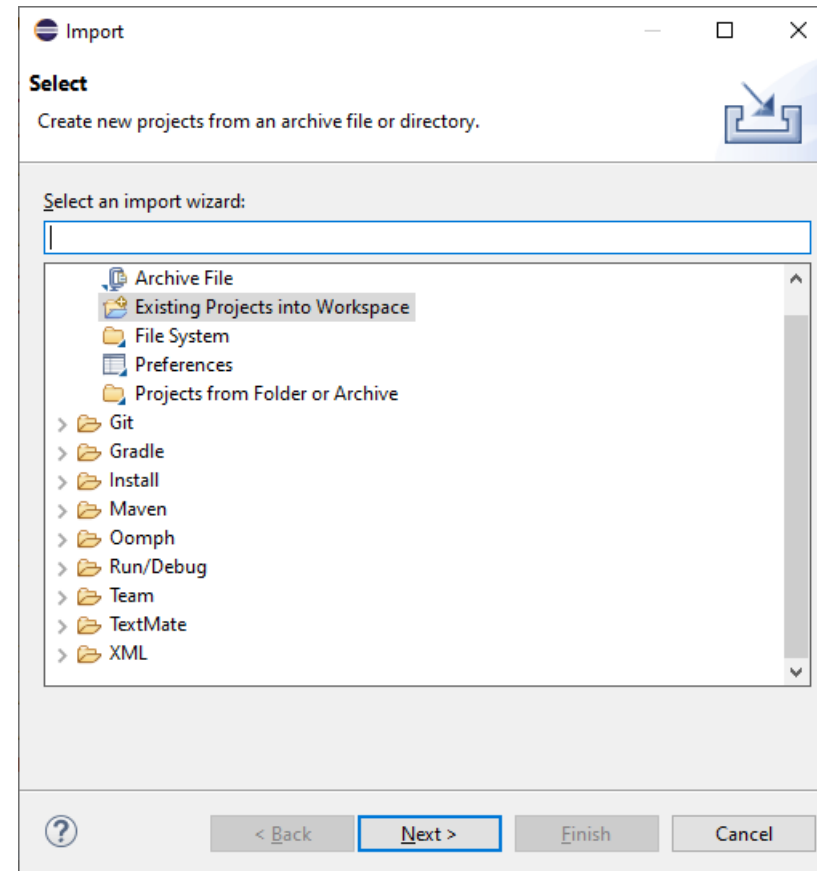 Import
Select
Create new projects from an archive file or directory.
Select an import wizard:
Archive File
Existing Projects into Workspace
File System
Preferences
Projects from Folder or Archive
Git
Gradle
Install
Maven
Oomph
Run/Debug
Team
TextMate
XML
? < Back Next > Finish Cancel